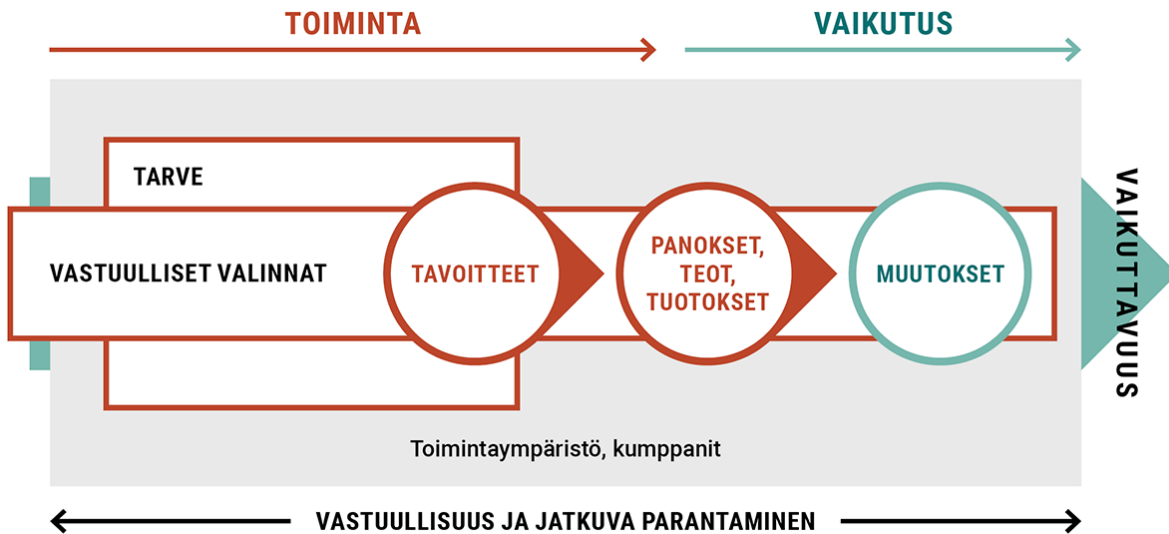 TOIMINTA
VAIKUTUS
TARVE
VASTUULLISET VALINNAT
TAVOITTEET
PANOKSET,
TEOT,
TUOTOKSET
MUUTOKSET
VAIKUTTAVUUS
Toimintaympäristö, kumppanit
VASTUULLISUUS JA JATKUVA PARANTAMINEN